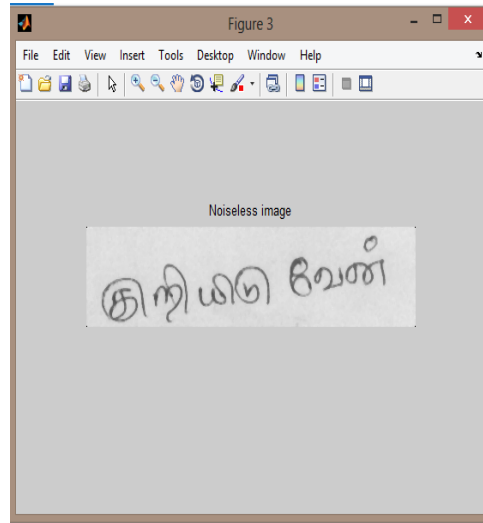 Figure 3
File Edit View Insert Tools Desktop Window Help
Noiseless image
குறியிடு வேன்